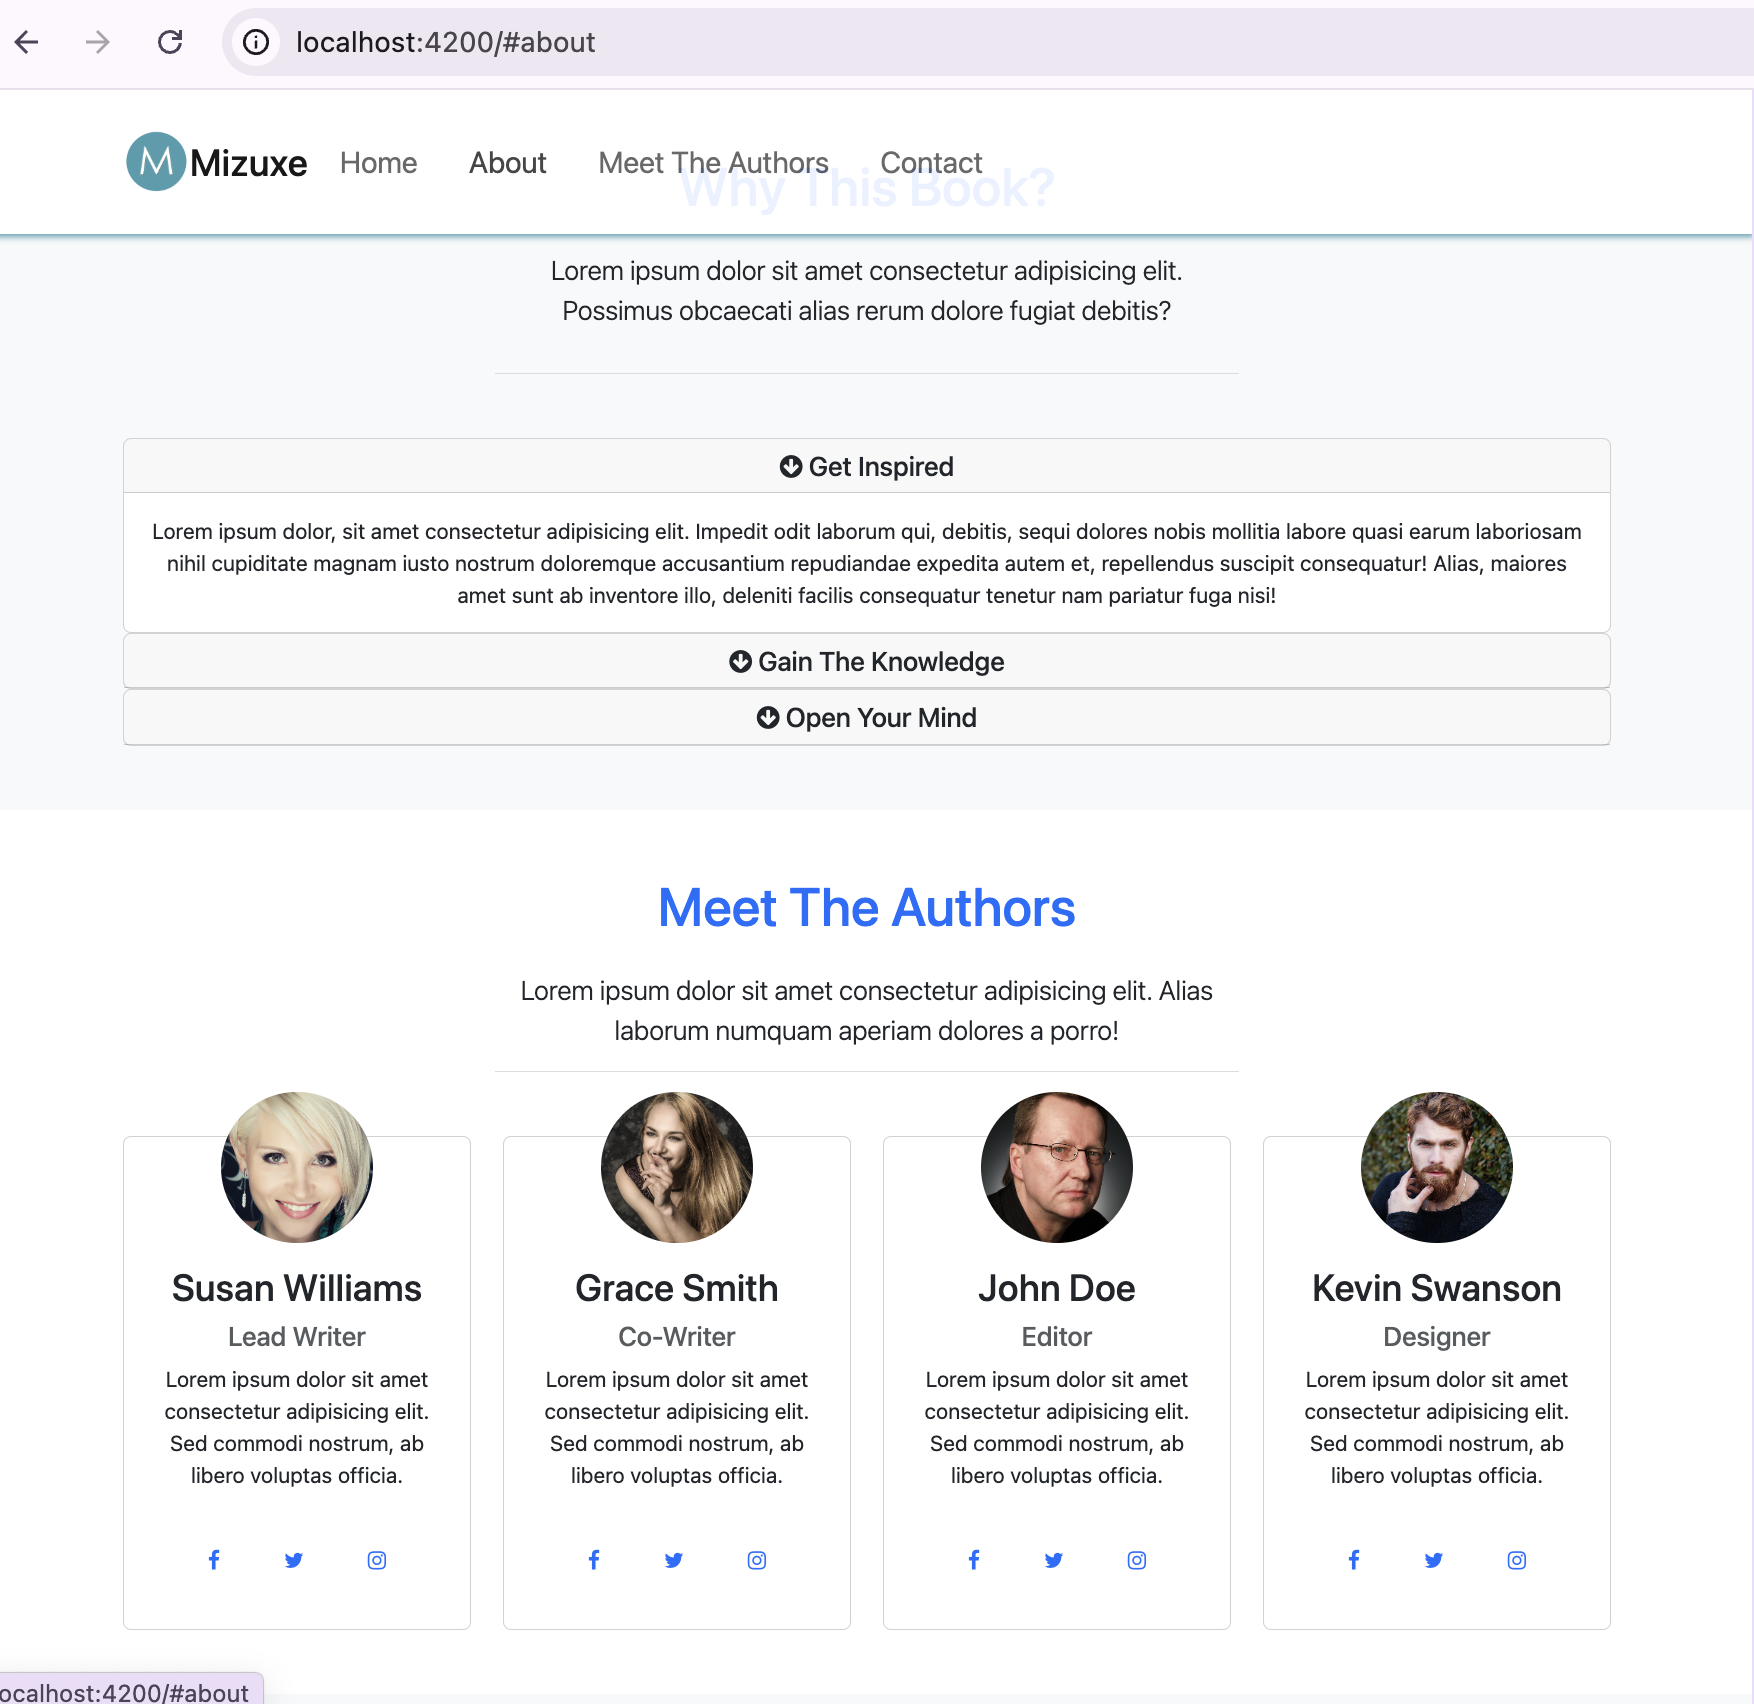 localhost:4200/#about
M Mizuxe Home About Meet The Authors Contact
Why This Book?
Lorem ipsum dolor sit amet consectetur adipisicing elit.
Possimus obcaecati alias rerum dolore fugiat debitis?
Get Inspired
Lorem ipsum dolor, sit amet consectetur adipisicing elit. Impedit odit laborum qui, debitis, sequi dolores nobis mollitia labore quasi earum laboriosam
nihil cupiditate magnam iusto nostrum doloremque accusantium repudiandae expedita autem et, repellendus suscipit consequatur! Alias, maiores
amet sunt ab inventore illo, deleniti facilis consequatur tenetur nam pariatur fuga nisi!
Gain The Knowledge
Open Your Mind
Meet The Authors
Lorem ipsum dolor sit amet consectetur adipisicing elit. Alias
laborum numquam aperiam dolores a porro!
Susan Williams
Lead Writer
Lorem ipsum dolor sit amet
consectetur adipisicing elit.
Sed commodi nostrum, ab
libero voluptas officia.
Grace Smith
Co-Writer
Lorem ipsum dolor sit amet
consectetur adipisicing elit.
Sed commodi nostrum, ab
libero voluptas officia.
John Doe
Editor
Lorem ipsum dolor sit amet
consectetur adipisicing elit.
Sed commodi nostrum, ab
libero voluptas officia.
Kevin Swanson
Designer
Lorem ipsum dolor sit amet
consectetur adipisicing elit.
Sed commodi nostrum, ab
libero voluptas officia.
ocalhost:4200/#about